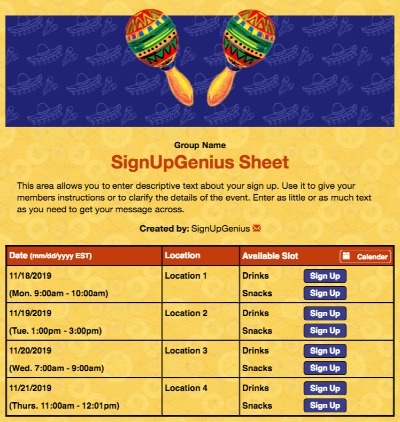 Group Name
SignUpGenius Sheet
This area allows you to enter descriptive text about your sign up. Use it to give your
members instructions or to clarify the details of the event. Enter as little or as much text
as you need to get your message across.
Created by: SignUpGenius
Date (mm/dd/yyyy EST) Location Available Slot Calendar
11/18/2019 Location 1 Drinks Sign Up
(Mon. 9:00am - 10:00am) Snacks Sign Up
11/19/2019 Location 2 Drinks Sign Up
(Tue. 1:00pm - 3:00pm) Snacks Sign Up
11/20/2019 Location 3 Drinks Sign Up
(Wed. 7:00am - 9:00am) Snacks Sign Up
11/21/2019 Location 4 Drinks Sign Up
(Thurs. 11:00am - 12:01pm) Snacks Sign Up